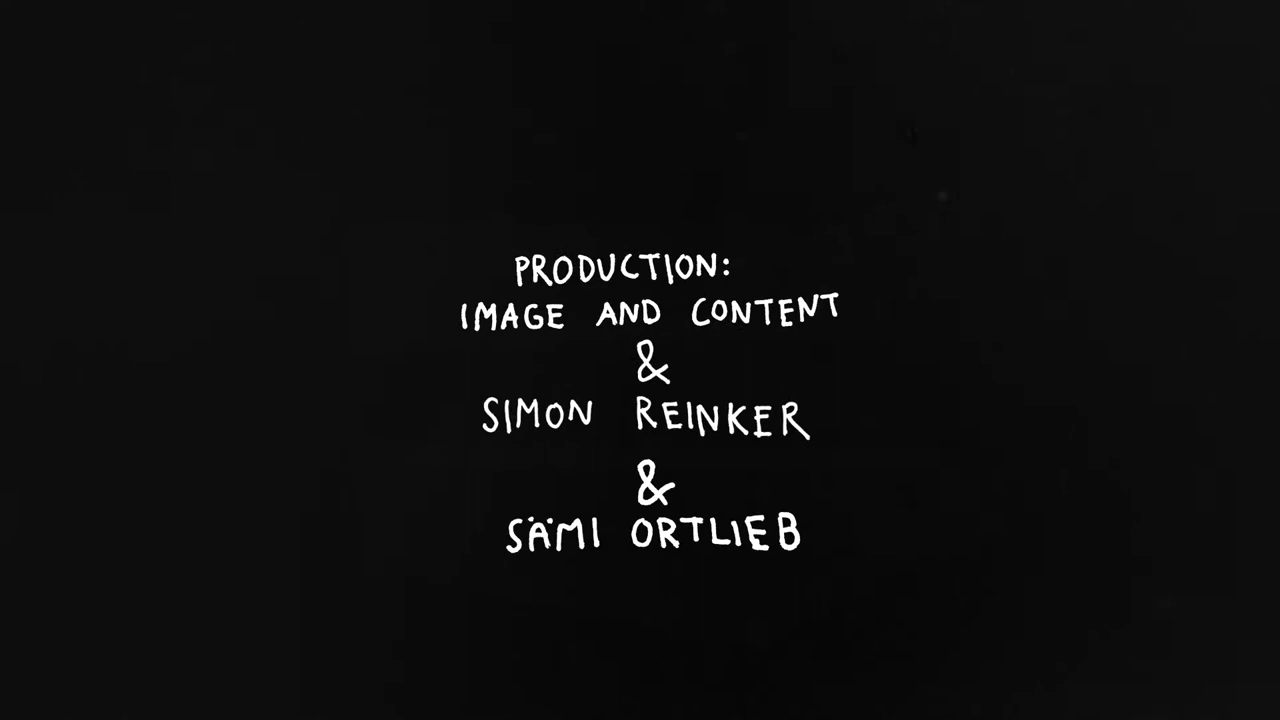 PRODUCTION:
IMAGE AND CONTENT
&
SIMON REINKER
&
SÄMI ORTLIEB